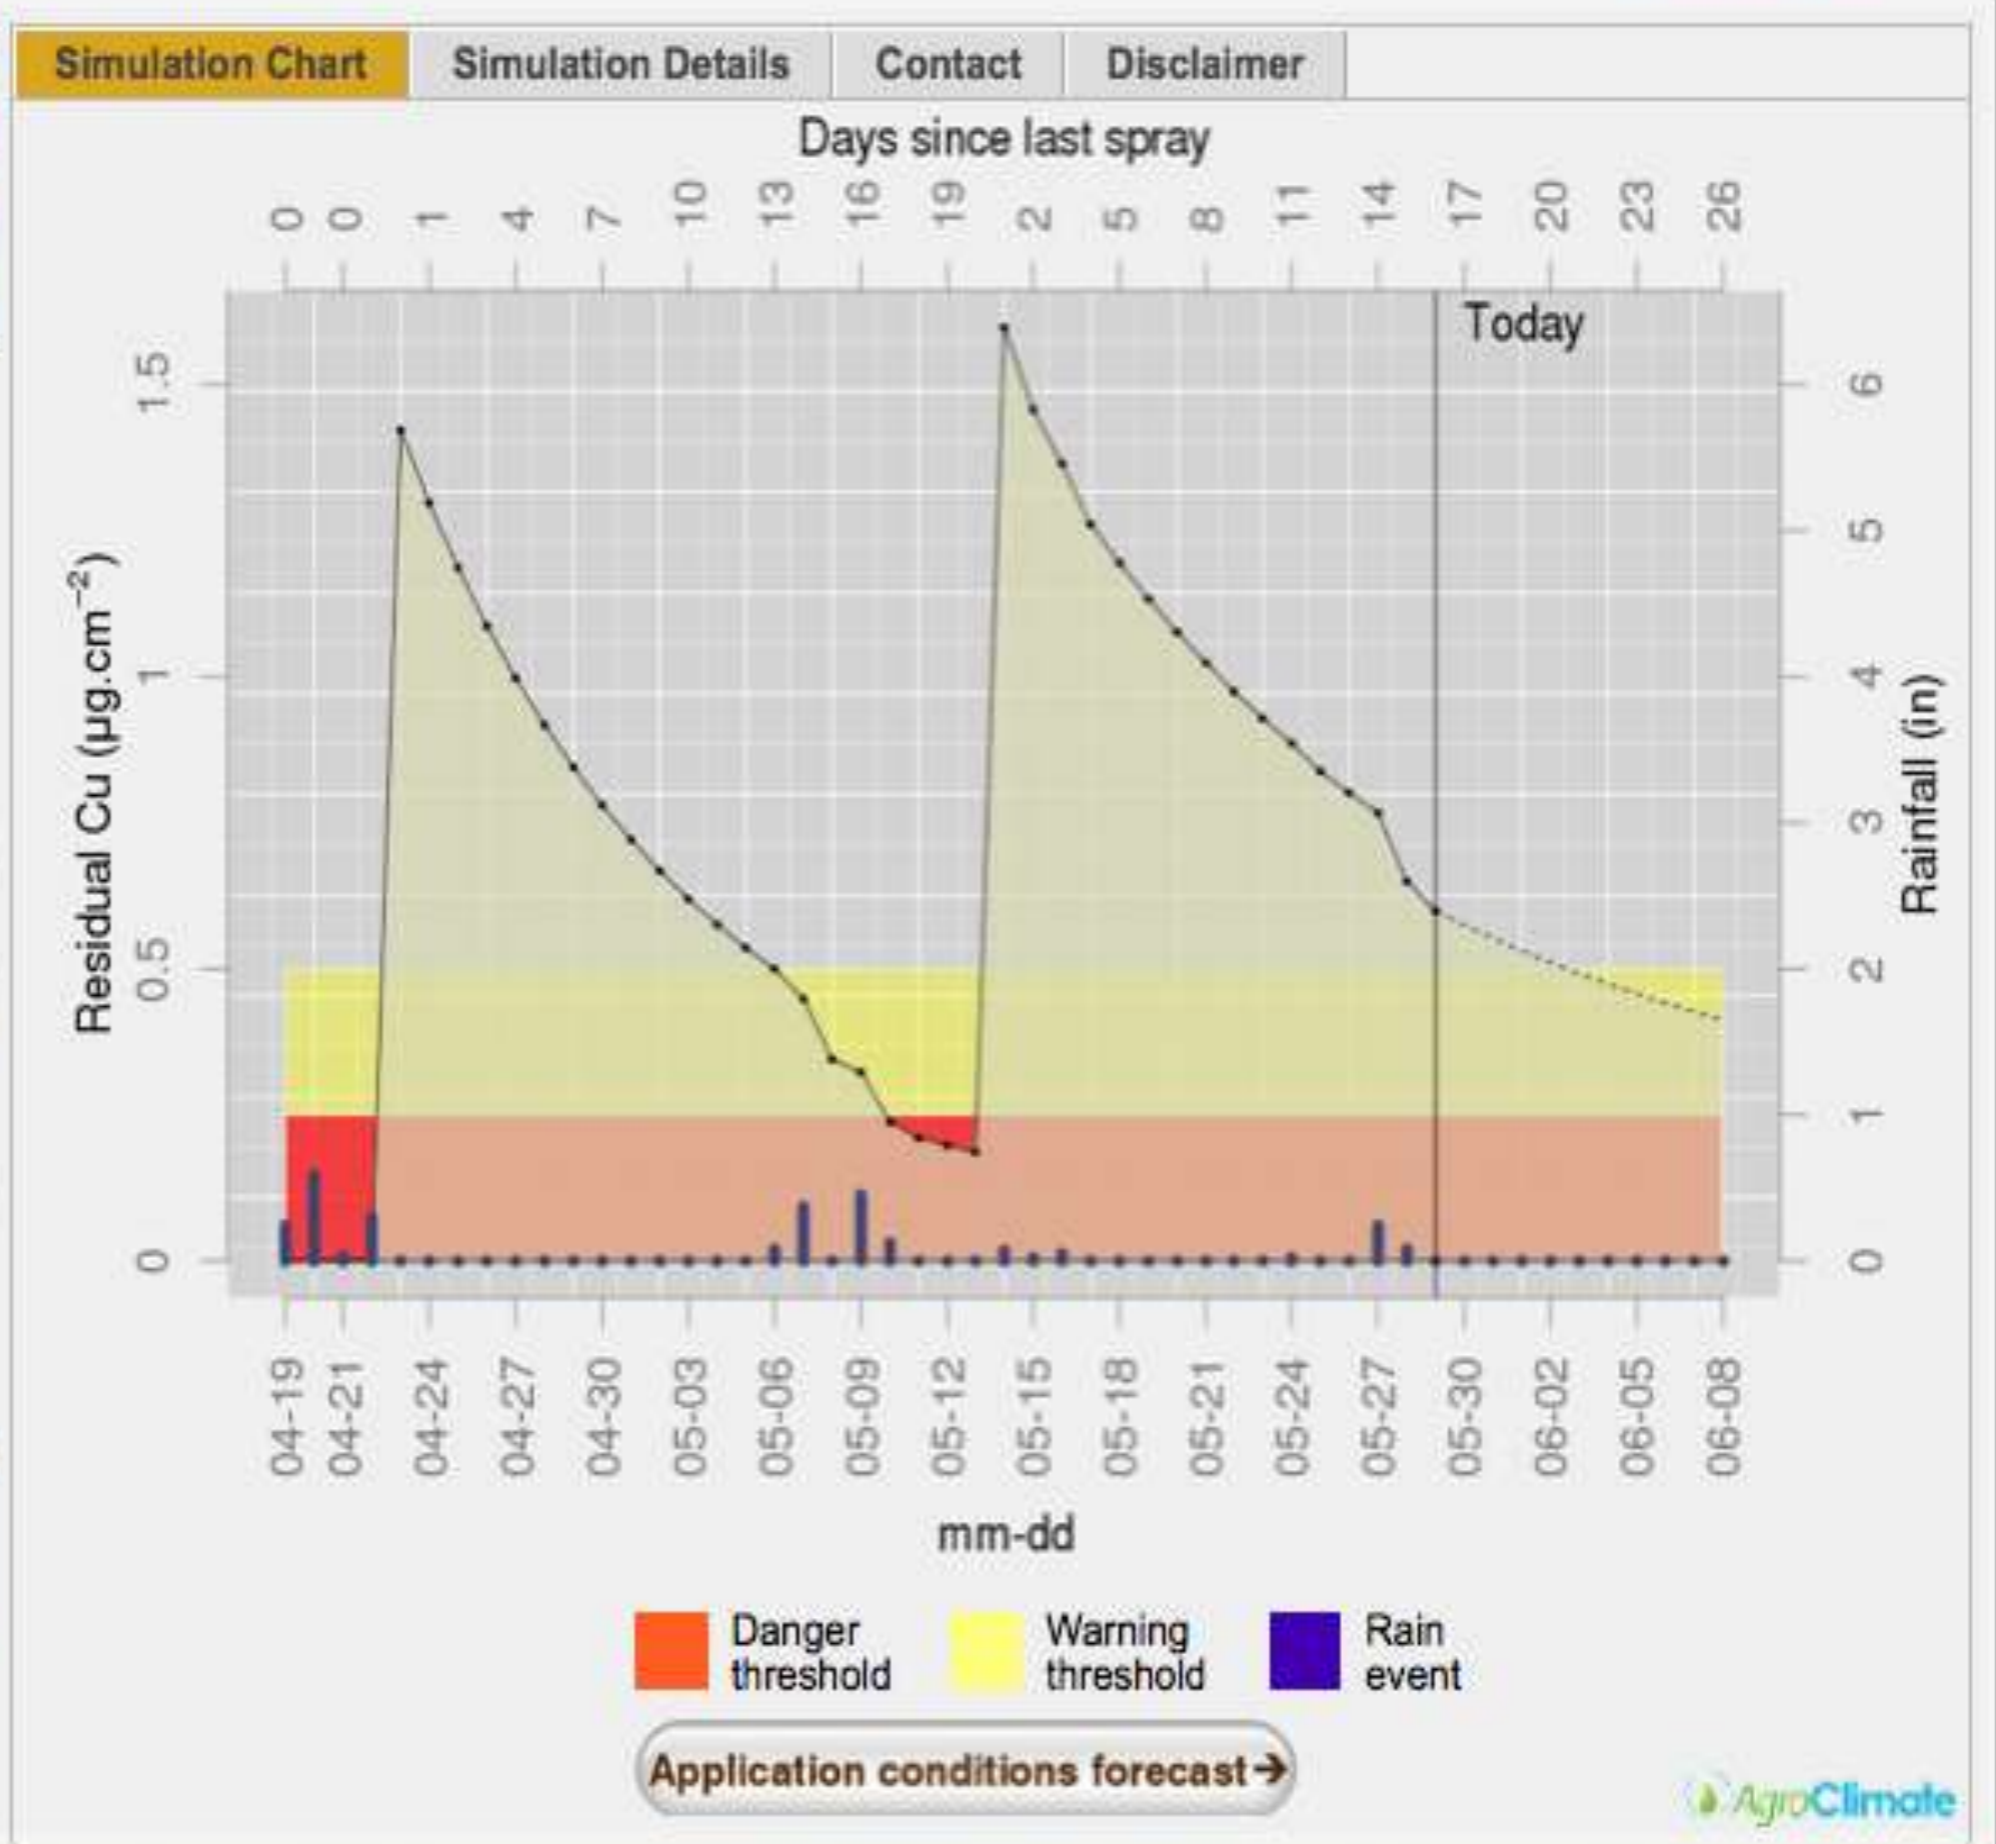 Simulation Chart Simulation Details Contact Disclaimer
Days since last spray
0 0 1 4 7 10 13 16 19 2 5 8 11 14 17 20 23 26
Today
Residual Cu (µg.cm−2)
1.5
1
0.5
0
6
5
4
3
2
1
0
Rainfall (in)
04-19 04-21 04-24 04-27 04-30 05-03 05-06 05-09 05-12 05-15 05-18 05-21 05-24 05-27 05-30 06-02 06-05 06-08
mm-dd
Danger threshold
Warning threshold
Rain event
Application conditions forecast→
AgroClimate